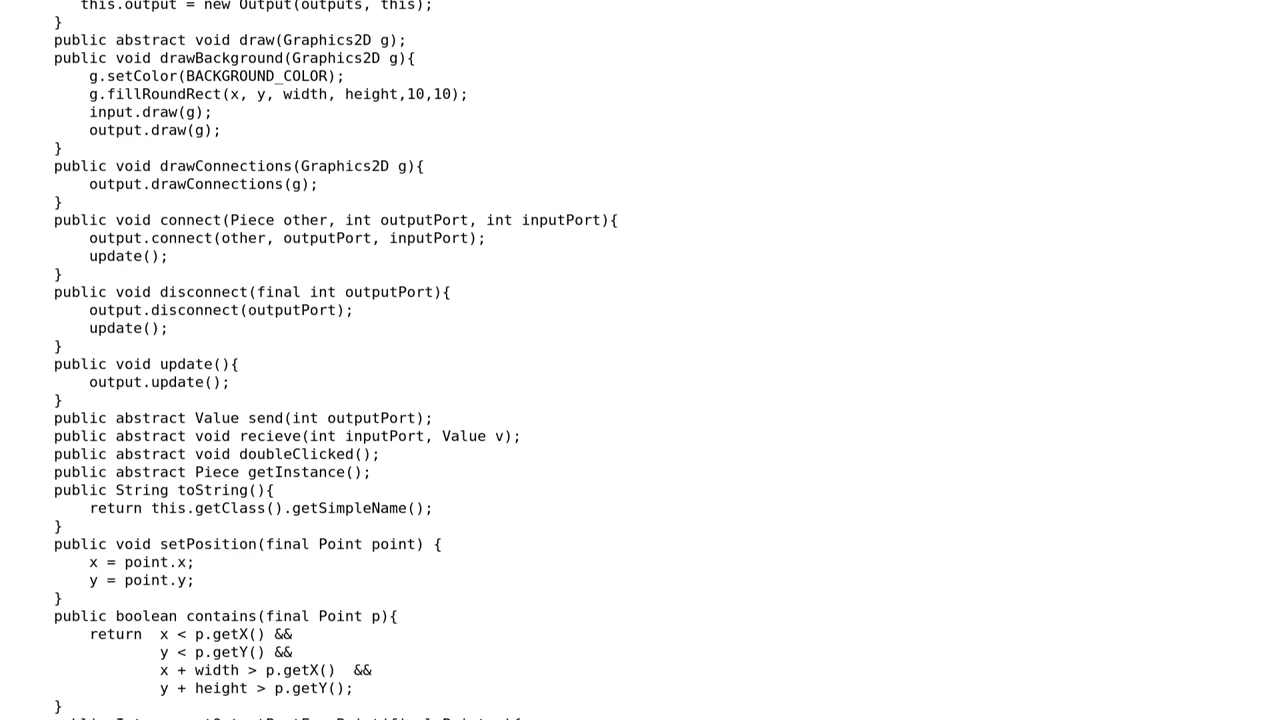 this.output = new Output(outputs, this);
}
public abstract void draw(Graphics2D g);
public void drawBackground(Graphics2D g){
g.setColor(BACKGROUND_COLOR);
g.fillRoundRect(x, y, width, height,10,10);
input.draw(g);
output.draw(g);
}
public void drawConnections(Graphics2D g){
output.drawConnections(g);
}
public void connect(Piece other, int outputPort, int inputPort){
output.connect(other, outputPort, inputPort);
update();
}
public void disconnect(final int outputPort){
output.disconnect(outputPort);
update();
}
public void update(){
output.update();
}
public abstract Value send(int outputPort);
public abstract void recieve(int inputPort, Value v);
public abstract void doubleClicked();
public abstract Piece getInstance();
public String toString(){
return this.getClass().getSimpleName();
}
public void setPosition(final Point point) {
x = point.x;
y = point.y;
}
public boolean contains(final Point p){
return  x < p.getX() &&
y < p.getY() &&
x + width > p.getX()  &&
y + height > p.getY();
}